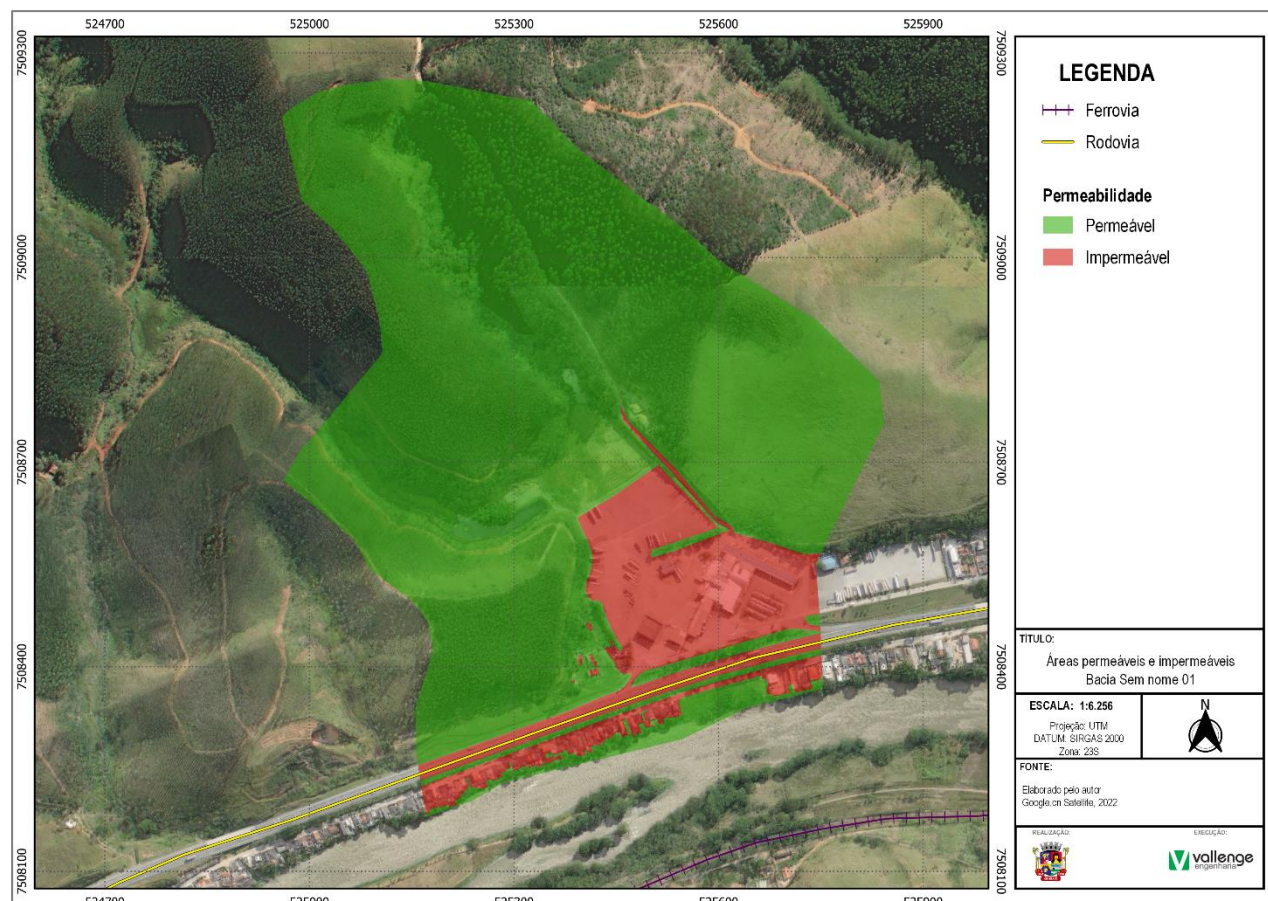 524700 525000 525300 525600 525900
7509300 7509300
7509000 7509000
7508700 7508700
7508400 7508400
7508100 7508100
LEGENDA
Ferrovia
Rodovia
Permeabilidade
Permeável
Impermeável
TÍTULO:
Áreas permeáveis e impermeáveis
Bacia Sem nome 01
ESCALA: 1:6.256
Projeção: UTM
DATUM: SIRGAS 2000
Zona: 23S
N
FONTE:
Elaborado pelo autor
Google.cn Satellite, 2022
REALIZAÇÃO:
EXECUÇÃO:
vallenge
engenharia